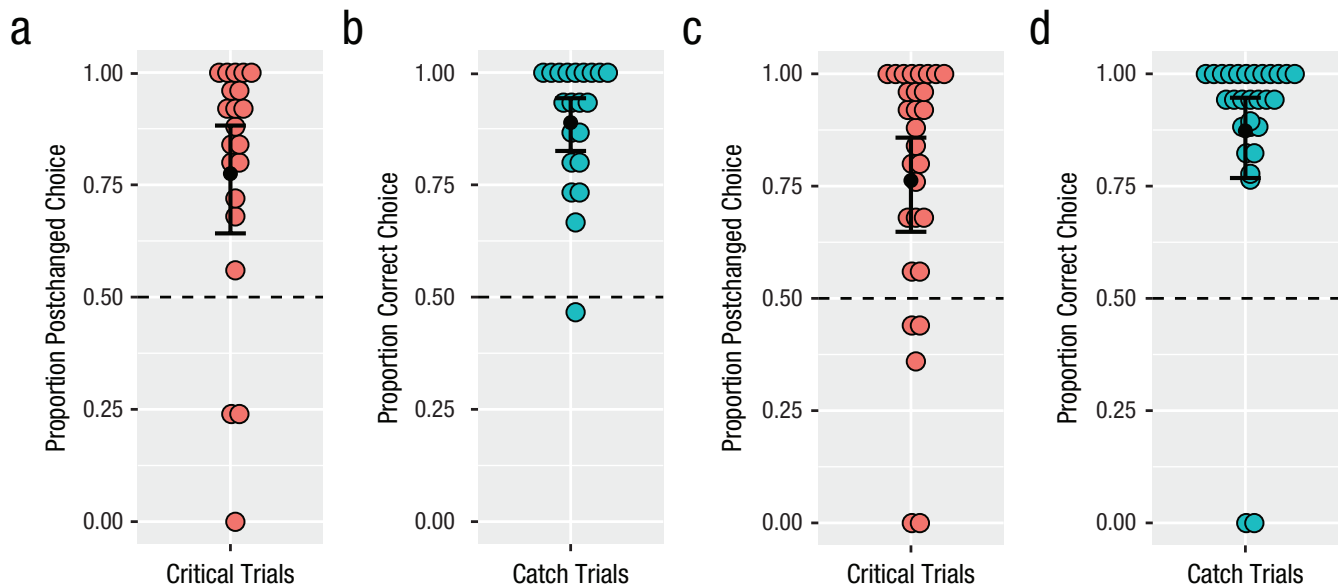 a
Proportion Postchanged Choice
1.00
0.75
0.50
0.25
0.00
Critical Trials
b
Proportion Correct Choice
1.00
0.75
0.50
0.25
0.00
Catch Trials
c
Proportion Postchanged Choice
1.00
0.75
0.50
0.25
0.00
Critical Trials
d
Proportion Correct Choice
1.00
0.75
0.50
0.25
0.00
Catch Trials